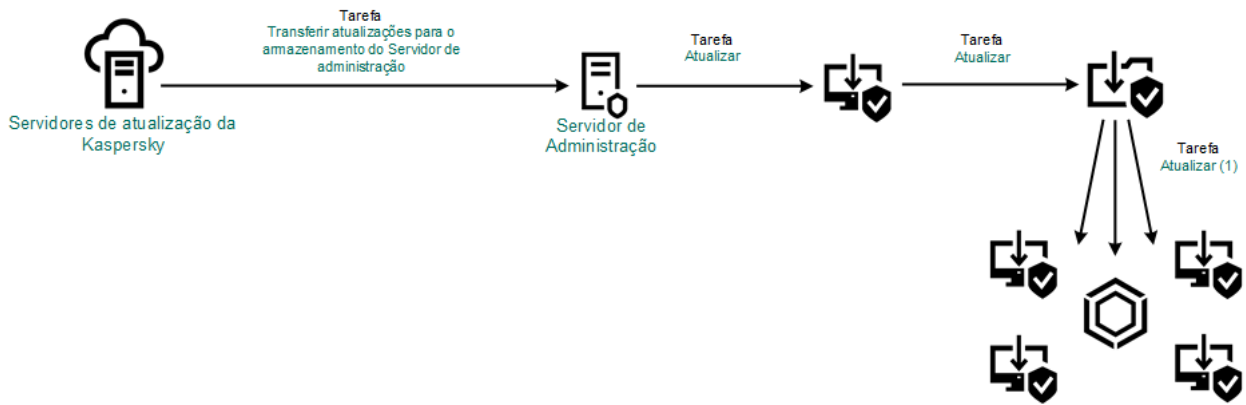 Tarefa
Transferir atualizações para o
armazenamento do Servidor de
administração
Tarefa
Atualizar
Tarefa
Atualizar
Servidores de atualização da
Kaspersky
Servidor de
Administração
Tarefa
Atualizar (1)